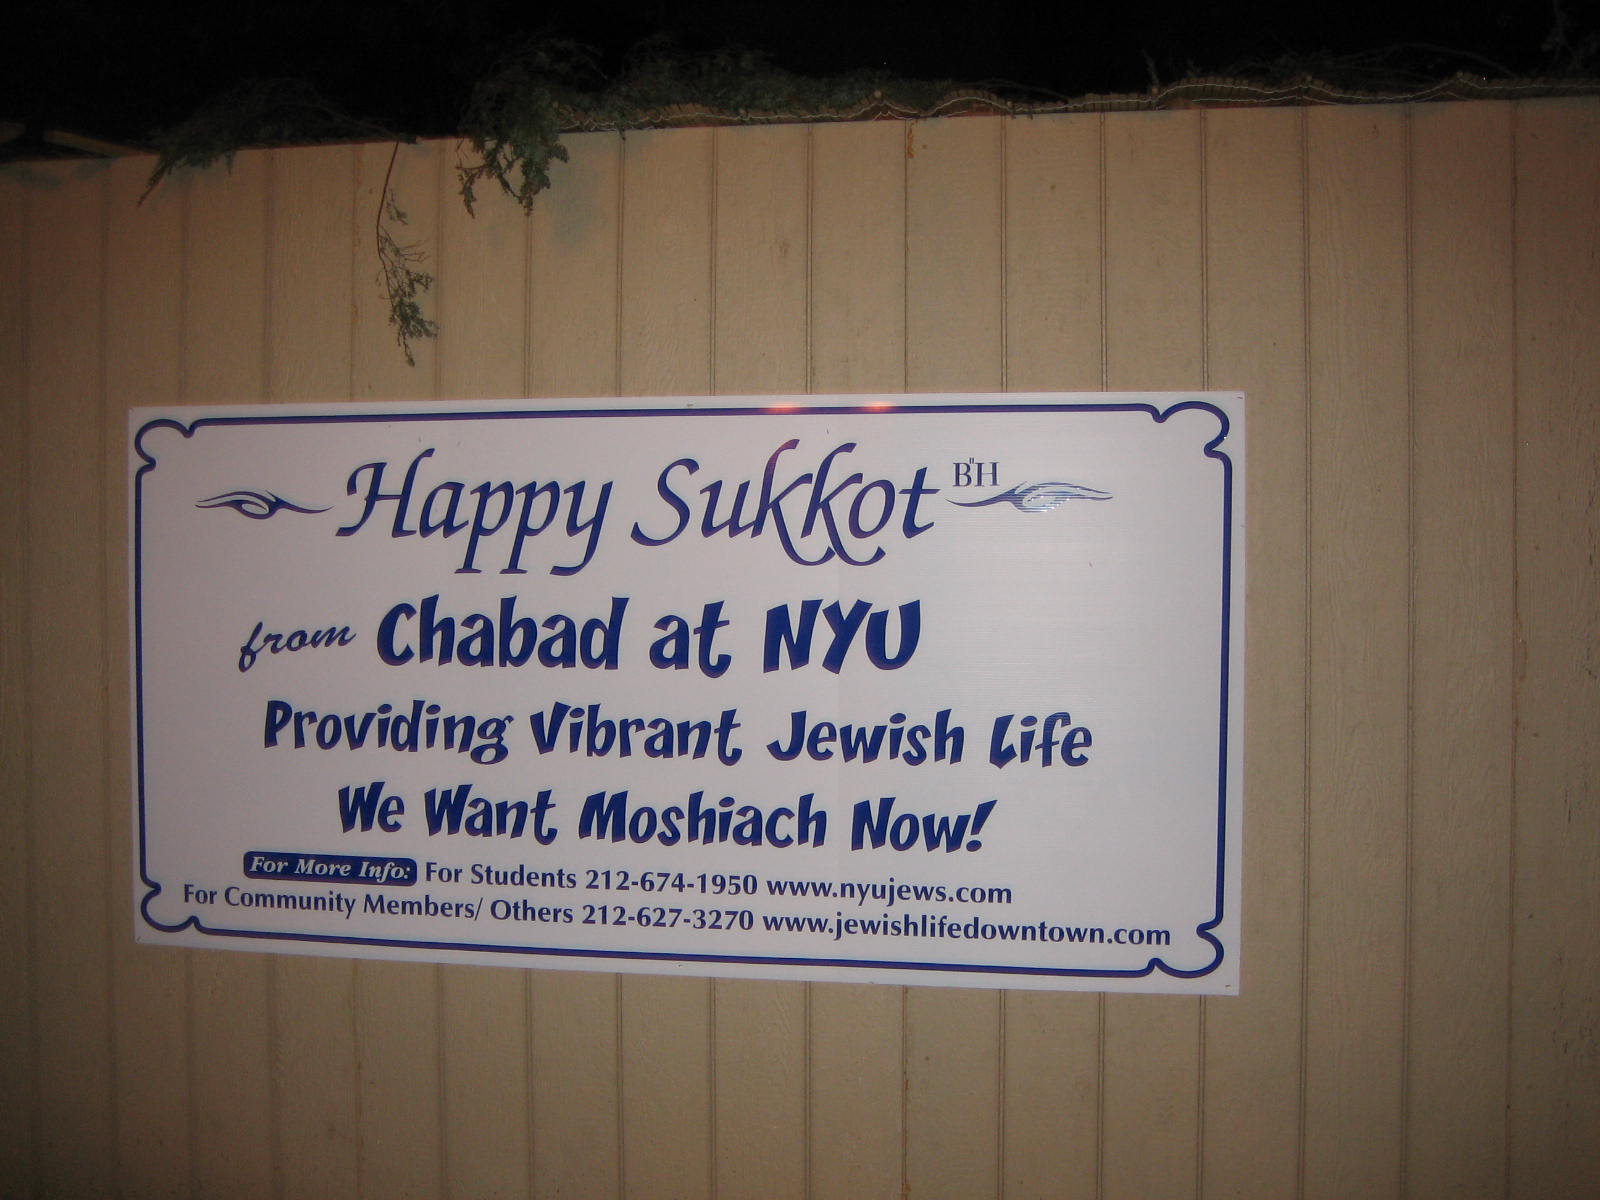 Happy Sukkot B"H
from Chabad at NYU
Providing Vibrant Jewish Life
We Want Moshiach Now!
For More Info: For Students 212-674-1950 www.nyujews.com
For Community Members/ Others 212-627-3270 www.jewishlifedowntown.com